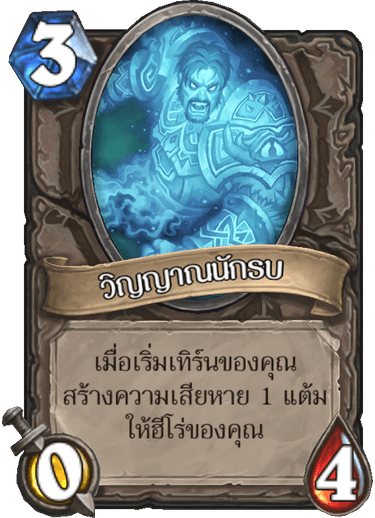 3
วิญญาณนักรบ
เมื่อเริ่มเทิร์นของคุณ
สร้างความเสียหาย 1 แต้ม
ให้ฮีโร่ของคุณ
0
4